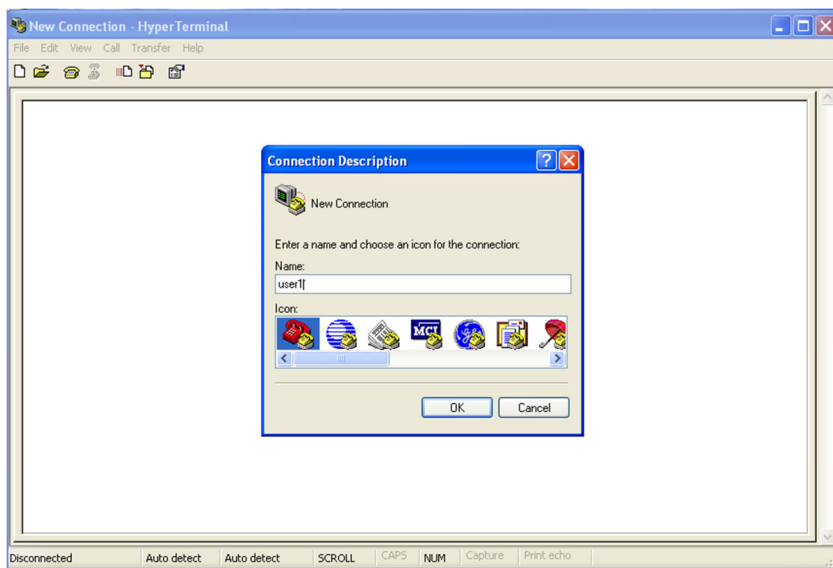 New Connection - HyperTerminal
File Edit View Call Transfer Help
Connection Description
New Connection
Enter a name and choose an icon for the connection:
Name:
user1
Icon:
MCI
OK Cancel
Disconnected Auto detect Auto detect SCROLL CAPS NUM Capture Print echo